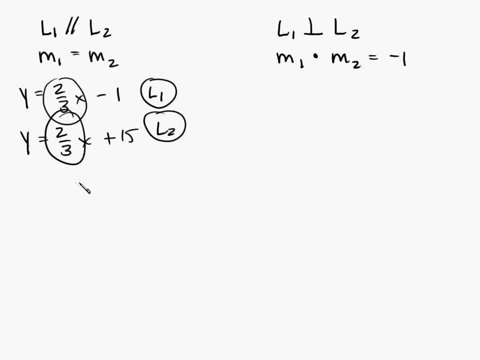 L₁ // L₂
m₁ = m₂
y = 2/3 x - 1 L₁
y = 2/3 x + 15 L₂
L₁ ⊥ L₂
m₁ • m₂ = -1